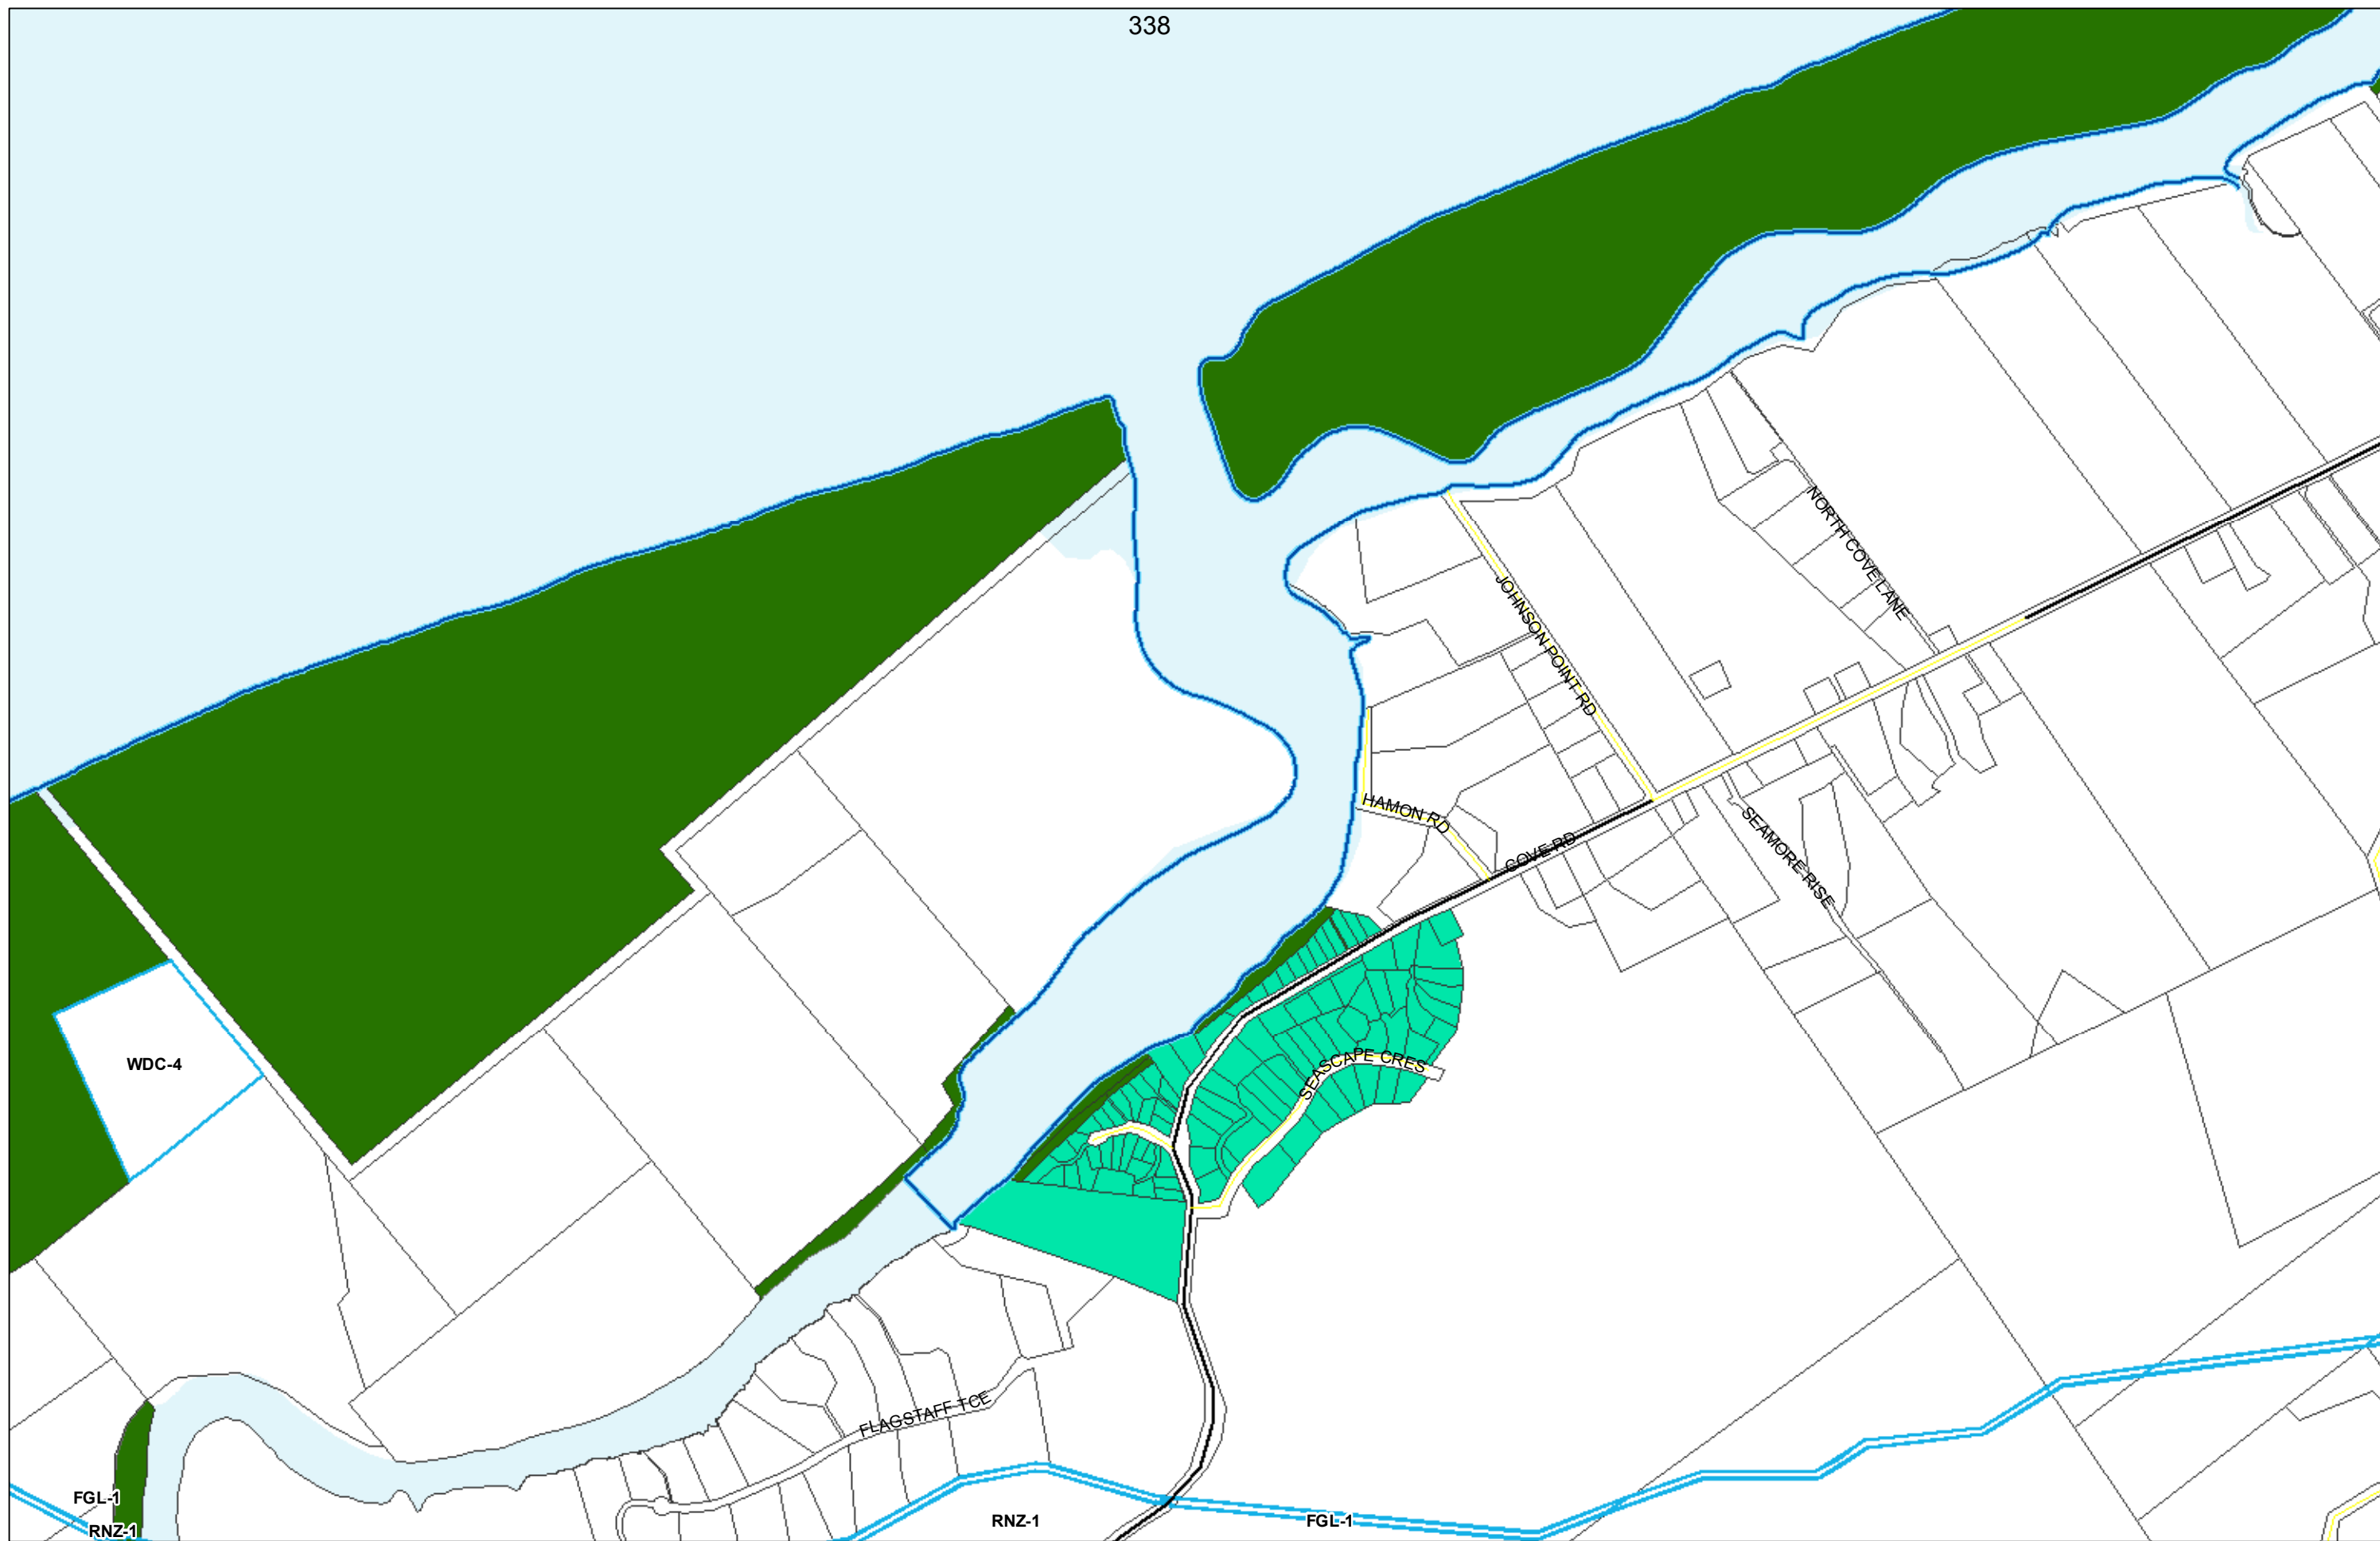 338
NORTH COVE LANE
JOHNSON POINT RD
HAMON RD
COVE RD
SEAMORE RISE
WDC-4
SEASCAPE CRES
FLAGSTAFF TCE
FGL-1
RNZ-1
RNZ-1
FGL-1